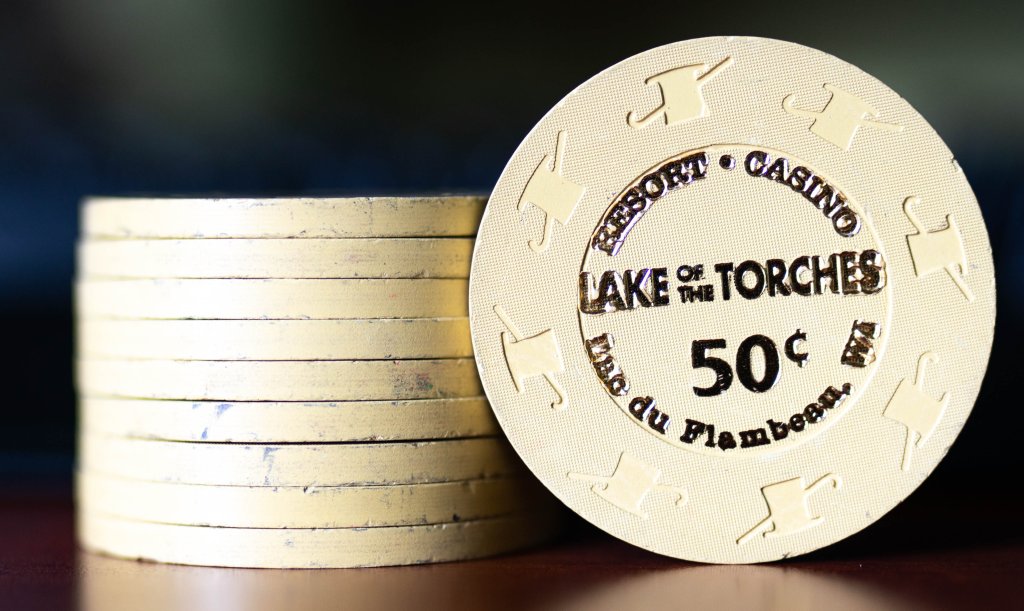 RESORT • CASINO
LAKE OF THE TORCHES
50¢
Lac du Flambeau, WI